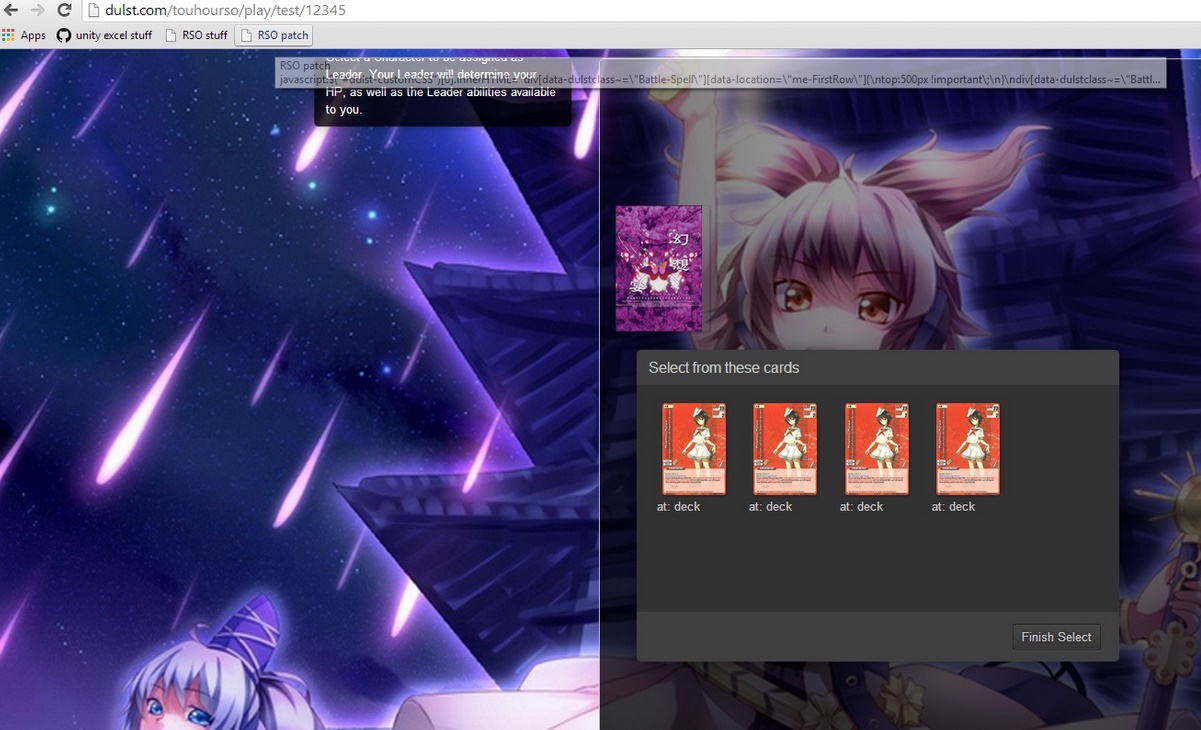 dulst.com/touhourso/play/test/12345
Apps unity excel stuff RSO stuff RSO patch
RSO patch
javascript:$("=dulst-customCSS")[0].innerHTML="div[data-dulstclass~=\"Battle-Spell\"][data-location=\"me-FirstRow\"]{\ntop:500px !important\;\n}\ndiv[data-dulstclass~=\"Battl...
Select a Character to be assigned as
Leader. Your Leader will determine your
HP, as well as the Leader abilities available
to you.
幻
想
宴
Select from these cards
at: deck at: deck at: deck at: deck
Finish Select